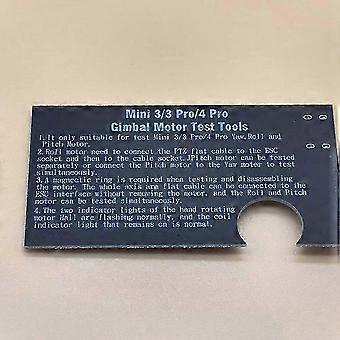 Mini 3/3 Pro/4 Pro
Gimbal Motor Test Tools
1.It only suitable for test Mini 3/3 Pro/4 Pro Yaw,Roll and
Pitch Motor.
2.Roll motor need to connect the PTZ flat cable to the ESC
socket and then to the cable socket.JPitch motor can be tested
separately or connect the Pitch to the Yaw motor to test
simultaneously.
3.A magnetic ring is required when testing and disassembling
the motor. The whole axis arm flat cable can be connected to the
ESC interface without removing the motor, and the Roll and Pitch
motor can be tested simultaneously.
4.The two indicator lights of the hand rotating
motor Hall are flashing normally, and the coil
indicator light that remains on is normal.